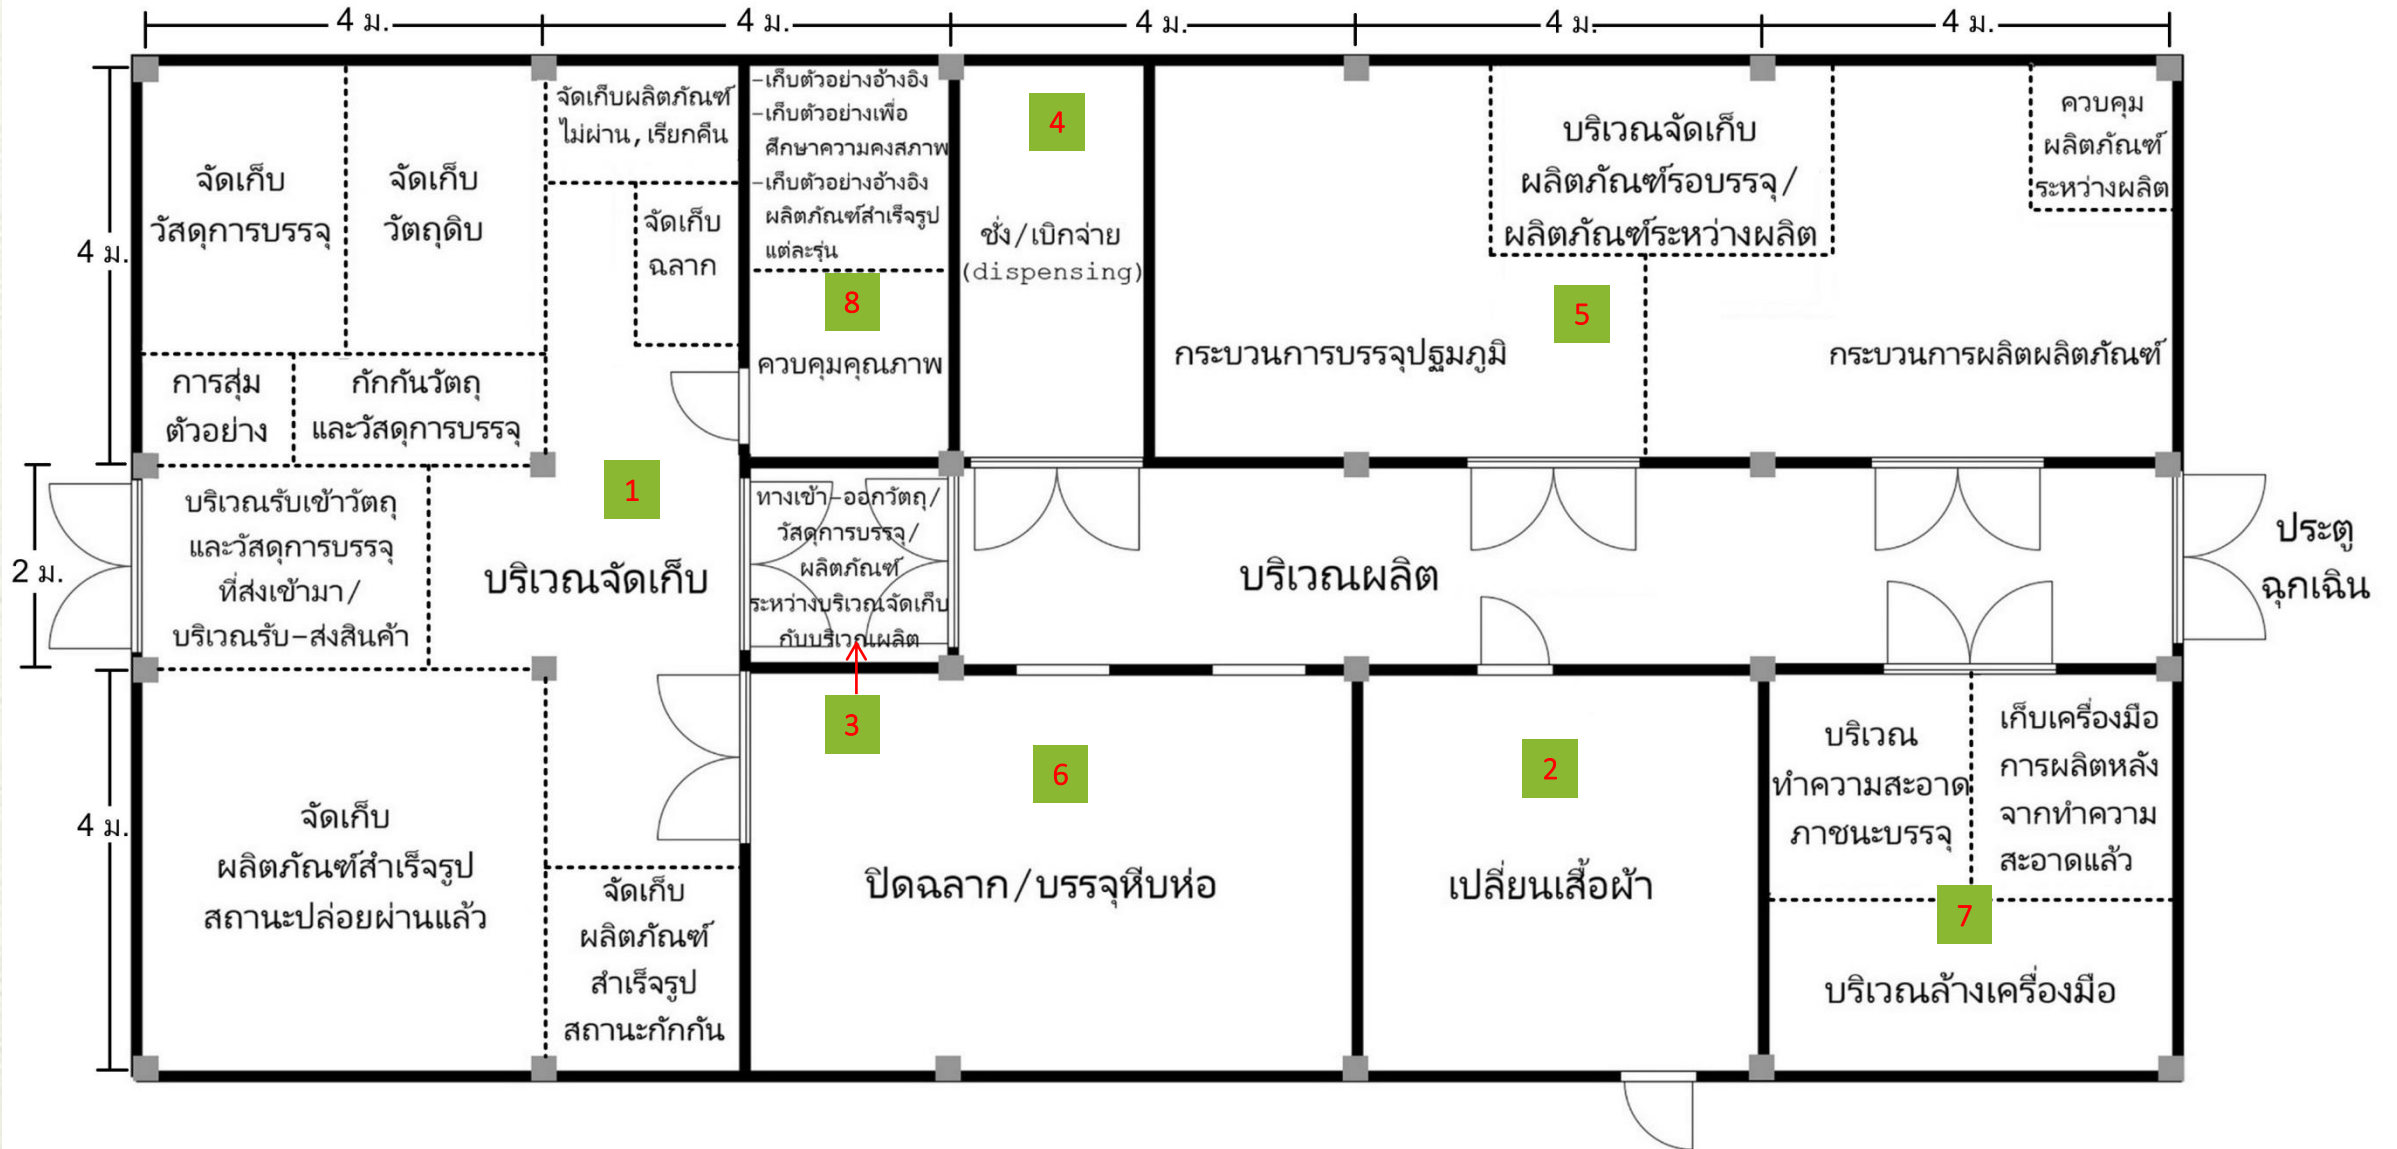 4 ม.
4 ม.
4 ม.
4 ม.
4 ม.
4 ม.
2 ม.
4 ม.
จัดเก็บ
วัสดุการบรรจุ
จัดเก็บ
วัตถุดิบ
จัดเก็บผลิตภัณฑ์
ไม่ผ่าน,เรียกคืน
จัดเก็บ
ฉลาก
-เก็บตัวอย่างอ้างอิง
-เก็บตัวอย่างเพื่อ
ศึกษาความคงสภาพ
-เก็บตัวอย่างอ้างอิง
ผลิตภัณฑ์สำเร็จรูป
แต่ละรุ่น
8
ควบคุมคุณภาพ
4
ชั่ง/เบิกจ่าย
(dispensing)
บริเวณจัดเก็บ
ผลิตภัณฑ์รอบรรจุ/
ผลิตภัณฑ์ระหว่างผลิต
5
กระบวนการบรรจุปฐมภูมิ
ควบคุม
ผลิตภัณฑ์
ระหว่างผลิต
กระบวนการผลิตผลิตภัณฑ์
การสุ่ม
ตัวอย่าง
กักกันวัตถุ
และวัสดุการบรรจุ
บริเวณรับเข้าวัตถุ
และวัสดุการบรรจุ
ที่ส่งเข้ามา/
บริเวณรับ-ส่งสินค้า
1
บริเวณจัดเก็บ
ทางเข้า-ออกวัตถุ/
วัสดุการบรรจุ/
ผลิตภัณฑ์
ระหว่างบริเวณจัดเก็บ
กับบริเวณผลิต
3
บริเวณผลิต
ประตู
ฉุกเฉิน
จัดเก็บ
ผลิตภัณฑ์สำเร็จรูป
สถานะปล่อยผ่านแล้ว
จัดเก็บ
ผลิตภัณฑ์
สำเร็จรูป
สถานะกักกัน
6
ปิดฉลาก/บรรจุหีบห่อ
2
เปลี่ยนเสื้อผ้า
บริเวณ
ทำความสะอาด
ภาชนะบรรจุ
เก็บเครื่องมือ
การผลิตหลัง
จากทำความ
สะอาดแล้ว
7
บริเวณล้างเครื่องมือ